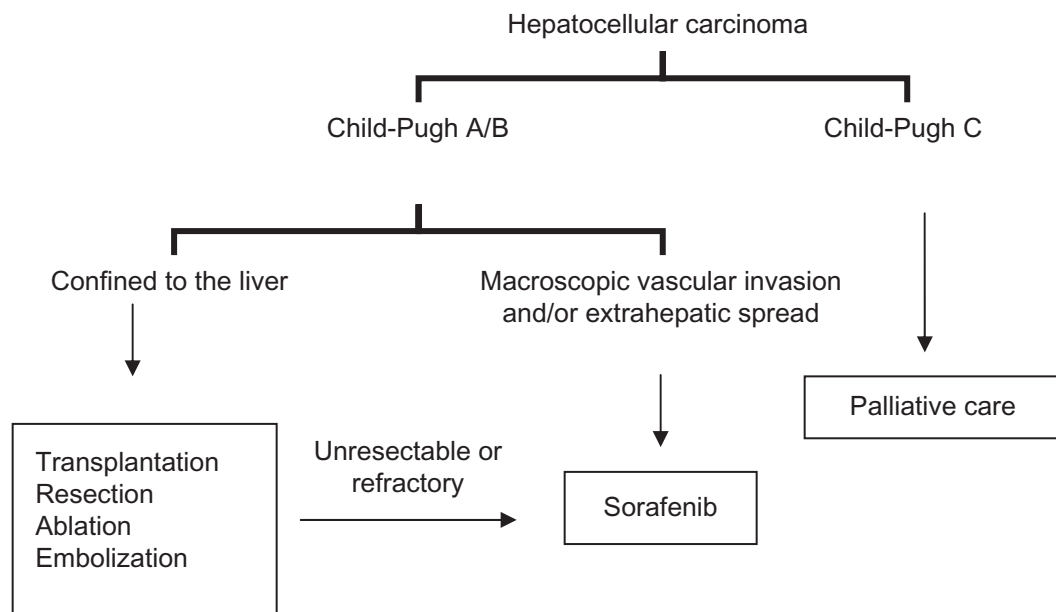 Hepatocellular carcinoma
Child-Pugh A/B
Child-Pugh C
Confined to the liver
Macroscopic vascular invasion
and/or extrahepatic spread
Transplantation
Resection
Ablation
Embolization
Unresectable or
refractory
Sorafenib
Palliative care